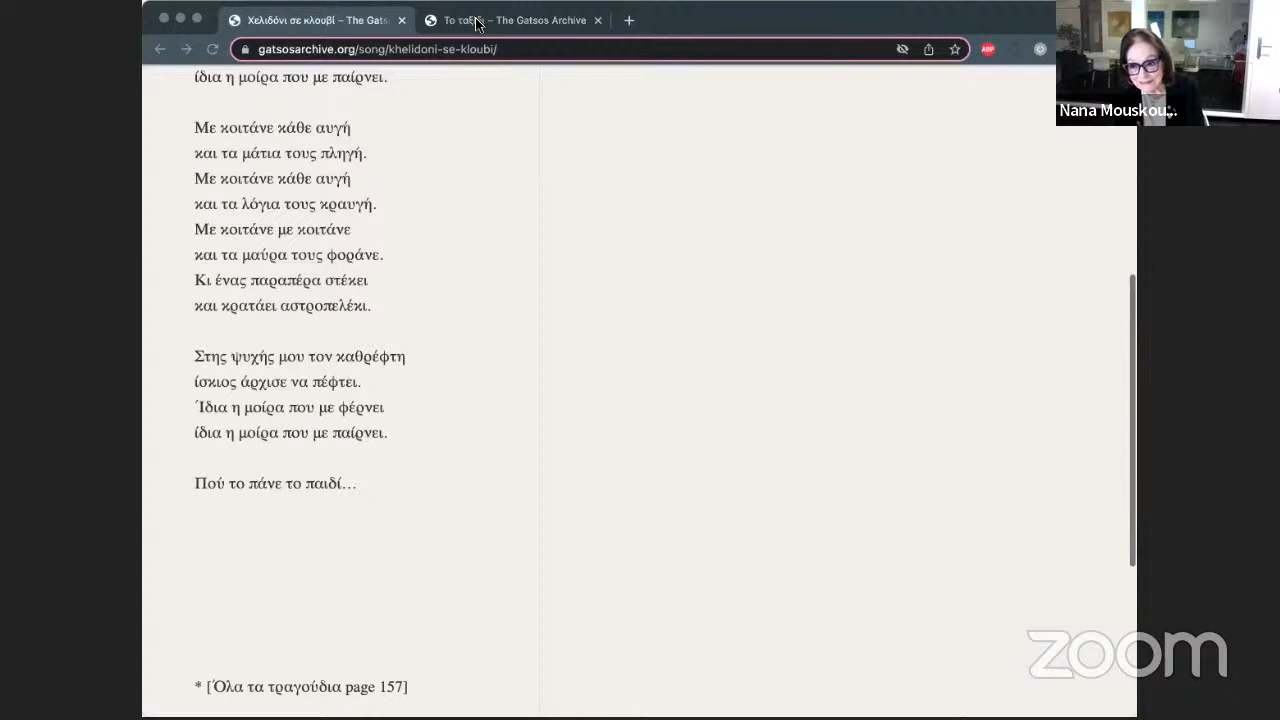 Χελιδόνι σε κλουβί – The Gats
Το ταξίδι – The Gatsos Archive
gatsosarchive.org/song/khelidoni-se-kloubi/
ABP
Nana Mouskou...
ίδια η μοίρα που με παίρνει.
Με κοιτάνε κάθε αυγή
και τα μάτια τους πληγή.
Με κοιτάνε κάθε αυγή
και τα λόγια τους κραυγή.
Με κοιτάνε με κοιτάνε
και τα μαύρα τους φοράνε.
Κι ένας παραπέρα στέκει
και κρατάει αστροπελέκι.
Στης ψυχής μου τον καθρέφτη
ίσκιος άρχισε να πέφτει.
Ίδια η μοίρα που με φέρνει
ίδια η μοίρα που με παίρνει.
Πού το πάνε το παιδί…
* [Όλα τα τραγούδια page 157]
zoom